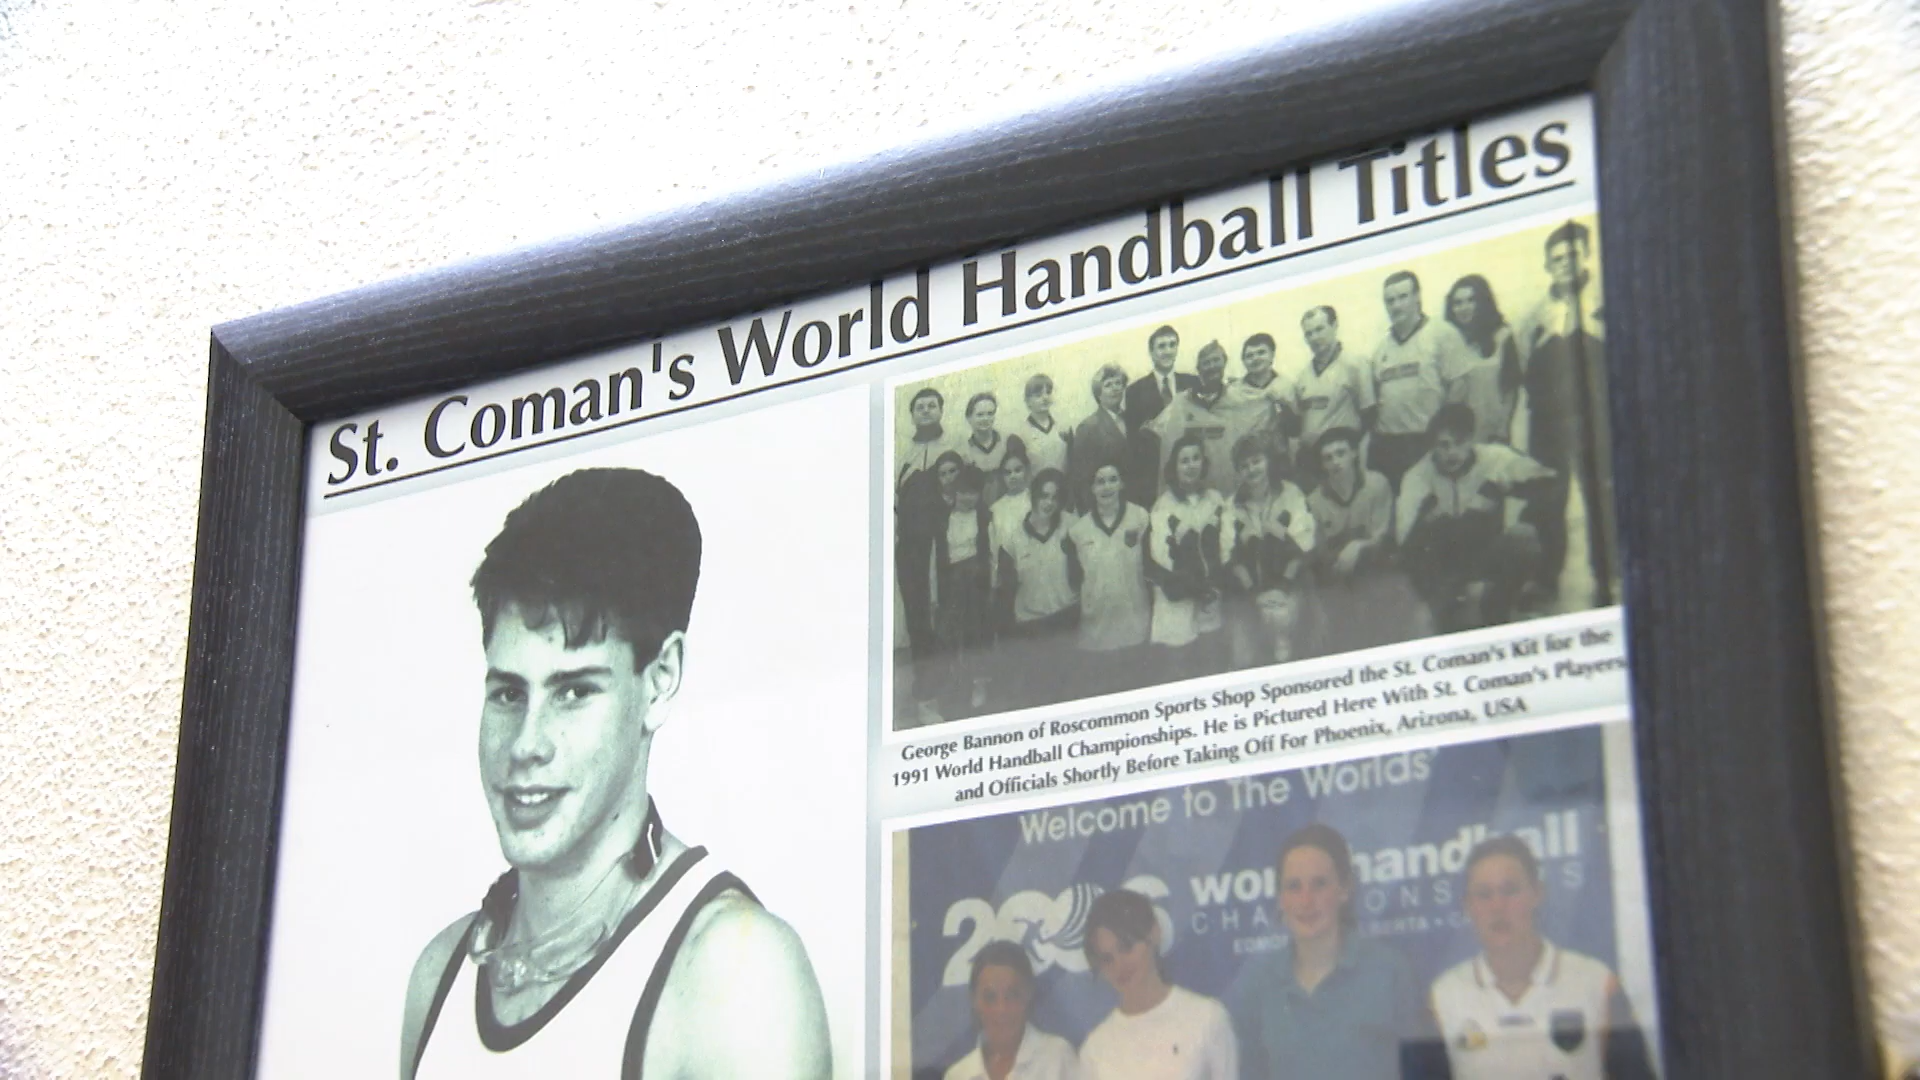 St. Coman's World Handball Titles
George Bannon of Roscommon Sports Shop Sponsored the St. Coman's Kit for the
1991 World Handball Championships. He is Pictured Here With St. Coman's Players
and Officials Shortly Before Taking Off For Phoenix, Arizona, USA
Welcome to The Worlds
world handball